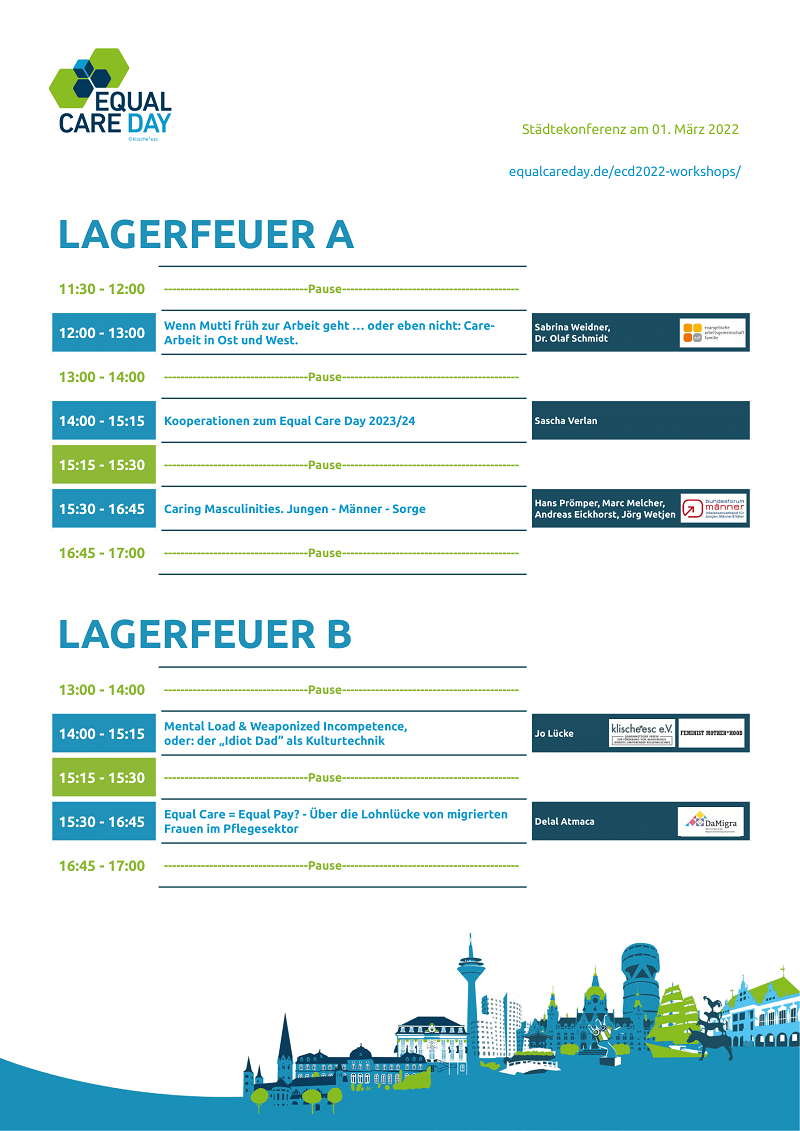 EQUAL
CARE DAY
©klische*esc
Städtekonferenz am 01. März 2022
equalcareday.de/ecd2022-workshops/
LAGERFEUER A
11:30 - 12:00 -----------------------------------Pause-------------------------------------------
12:00 - 13:00 Wenn Mutti früh zur Arbeit geht … oder eben nicht: Care-
Arbeit in Ost und West.
Sabrina Weidner,
Dr. Olaf Schmidt
evangelische
arbeitsgemeinschaft
familie
eaf
13:00 - 14:00 -----------------------------------Pause-------------------------------------------
14:00 - 15:15 Kooperationen zum Equal Care Day 2023/24 Sascha Verlan
15:15 - 15:30 -----------------------------------Pause-------------------------------------------
15:30 - 16:45 Caring Masculinities. Jungen - Männer - Sorge
Hans Prömper, Marc Melcher,
Andreas Eickhorst, Jörg Wetjen
bundesforum
männer
Interessenverband für
Jungen, Männer & Väter
16:45 - 17:00 -----------------------------------Pause-------------------------------------------
LAGERFEUER B
13:00 - 14:00 -----------------------------------Pause-------------------------------------------
14:00 - 15:15 Mental Load & Weaponized Incompetence,
oder: der „Idiot Dad” als Kulturtechnik
Jo Lücke
klische*esc e.V.
FEMINIST MOTHER*HOOD
15:15 - 15:30 -----------------------------------Pause-------------------------------------------
15:30 - 16:45 Equal Care = Equal Pay? - Über die Lohnlücke von migrierten
Frauen im Pflegesektor
Delal Atmaca
DaMigra
16:45 - 17:00 -----------------------------------Pause-------------------------------------------